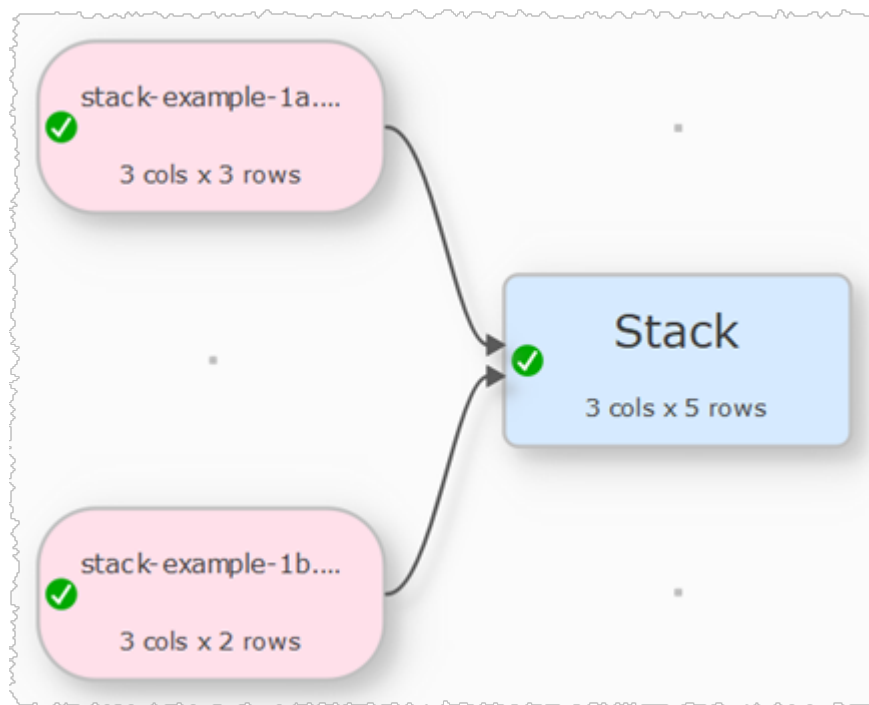 stack-example-1a....
3 cols x 3 rows
Stack
3 cols x 5 rows
stack-example-1b....
3 cols x 2 rows